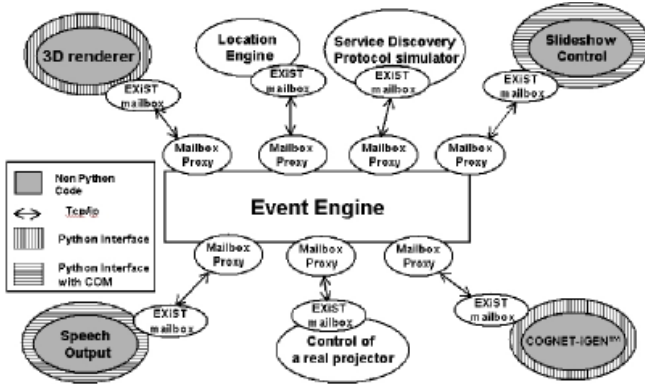 3D renderer
EXiST
mailbox
Location
Engine
EXiST
mailbox
Service Discovery
Protocol simulator
EXiST
mailbox
Slideshow
Control
EXiST
mailbox
Mailbox
Proxy
Mailbox
Proxy
Mailbox
Proxy
Mailbox
Proxy
Non Python
Code
Tcp/ip
Python Interface
Python Interface
with COM
Event Engine
Mailbox
Proxy
Mailbox
Proxy
Mailbox
Proxy
Speech
Output
EXiST
mailbox
EXiST
mailbox
Control of
a real projector
EXiST
mailbox
COGNET-iGEN™